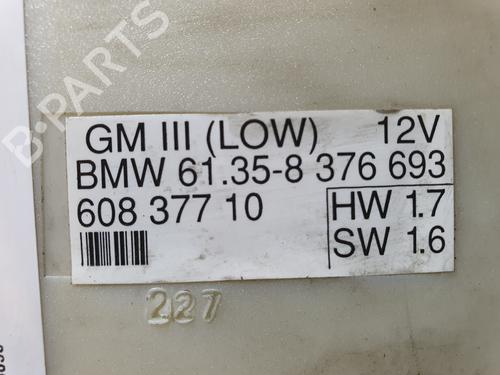 B-PARTS
GM III (LOW) 12V
BMW 61.35-8 376 693
608 377 10
HW 1.7
SW 1.6
227